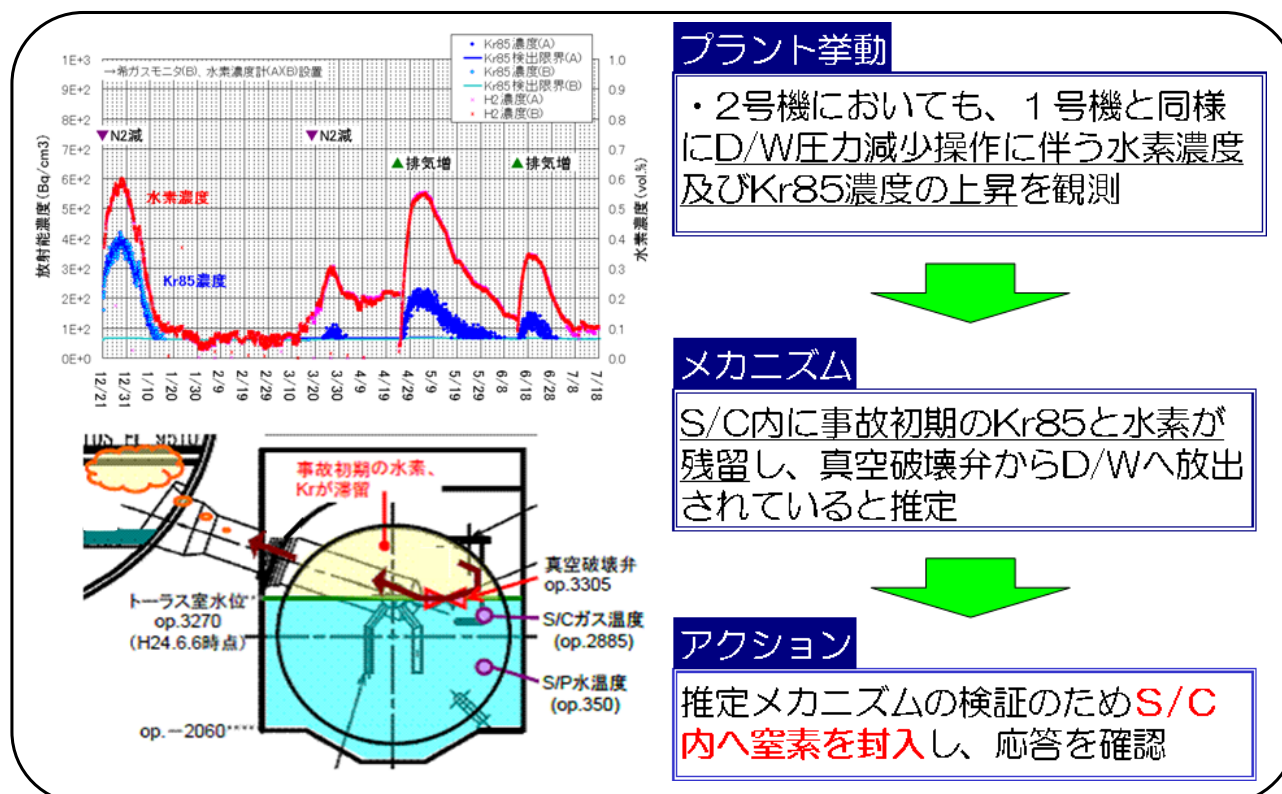 Kr85濃度(A)
Kr85検出限界(A)
Kr85濃度(B)
Kr85検出限界(B)
H2濃度(A)
H2濃度(B)
→希ガスモニタ(B)、水素濃度計(A)(B)設置
▼N2減
▼N2減
▲排気増
▲排気増
水素濃度
Kr85濃度
放射能濃度(Bq/cm3)
1E+3
9E+2
8E+2
7E+2
6E+2
5E+2
4E+2
3E+2
2E+2
1E+2
0E+0
水素濃度(vol.%)
1.0
0.9
0.8
0.7
0.6
0.5
0.4
0.3
0.2
0.1
0.0
12/21
12/31
1/10
1/20
1/30
2/9
2/19
2/29
3/10
3/20
3/30
4/9
4/19
4/29
5/9
5/19
5/29
6/8
6/18
6/28
7/8
7/18
事故初期の水素、
Krが滞留
真空破壊弁
op.3305
トーラス室水位
op.3270
(H24.6.6時点)
S/Cガス温度
(op.2885)
S/P水温度
(op.350)
op.－2060
プラント挙動
・２号機においても、１号機と同様
にD/W圧力減少操作に伴う水素濃度
及びKr85濃度の上昇を観測
メカニズム
S/C内に事故初期のKr85と水素が
残留し、真空破壊弁からD/Wへ放出
されていると推定
アクション
推定メカニズムの検証のためS/C
内へ窒素を封入し、応答を確認